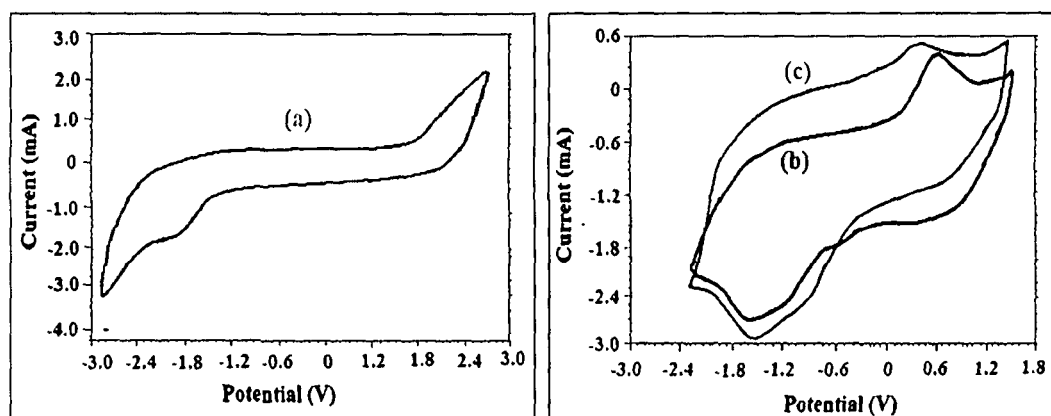 3.0
2.0
1.0
0
-1.0
-2.0
-3.0
-4.0
Current (mA)
(a)
-3.0 -2.4 -1.8 -1.2 -0.6 0 0.6 1.2 1.8 2.4 3.0
Potential (V)
0.6
0
-0.6
-1.2
-1.8
-2.4
-3.0
Current (mA)
(c)
(b)
-2.4 -1.8 -1.2 -0.6 0 0.6 1.2 1.8
Potential (V)